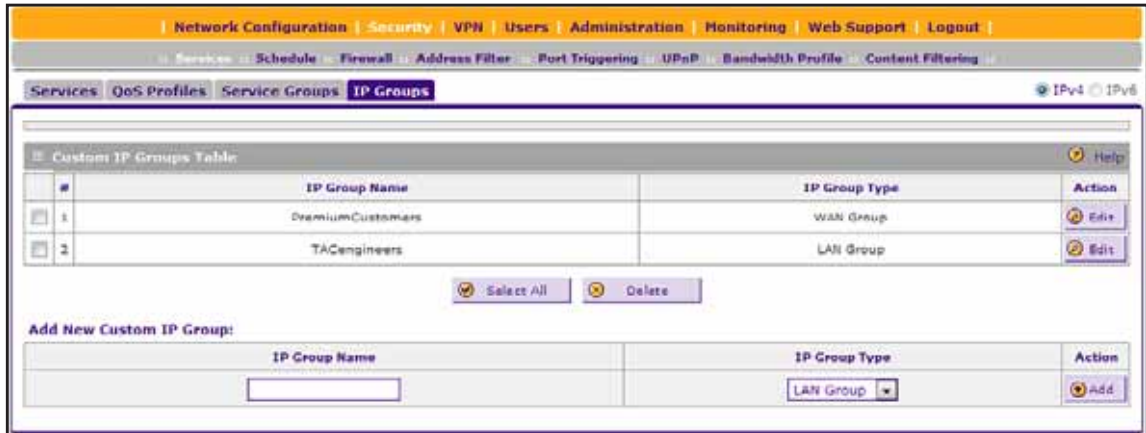 Network Configuration | Security | VPN | Users | Administration | Monitoring | Web Support | Logout
Services :: Schedule :: Firewall :: Address Filter :: Port Triggering :: UPnP :: Bandwidth Profile :: Content Filtering
Services QoS Profiles Service Groups IP Groups IPv4 IPv6
Custom IP Groups Table Help
# IP Group Name IP Group Type Action
1 PremiumCustomers WAN Group Edit
2 TACengineers LAN Group Edit
Select All Delete
Add New Custom IP Group:
IP Group Name IP Group Type Action
LAN Group Add